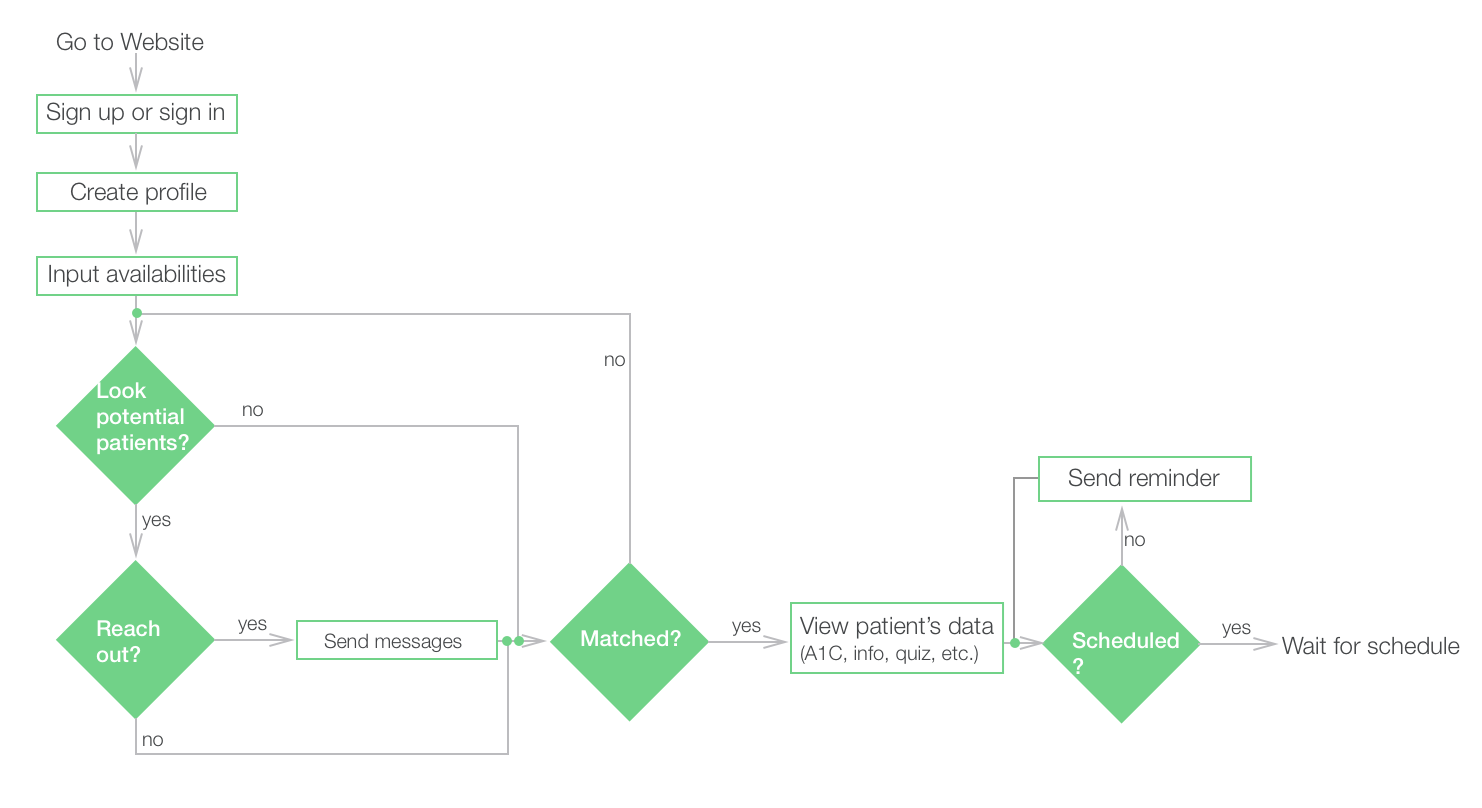 Go to Website
Sign up or sign in
Create profile
Input availabilities
no
Look
potential
patients?
no
yes
Reach
out?
yes
Send messages
no
Matched?
yes
View patient's data
(A1C, info, quiz, etc.)
Send reminder
no
Scheduled
?
yes
Wait for schedule